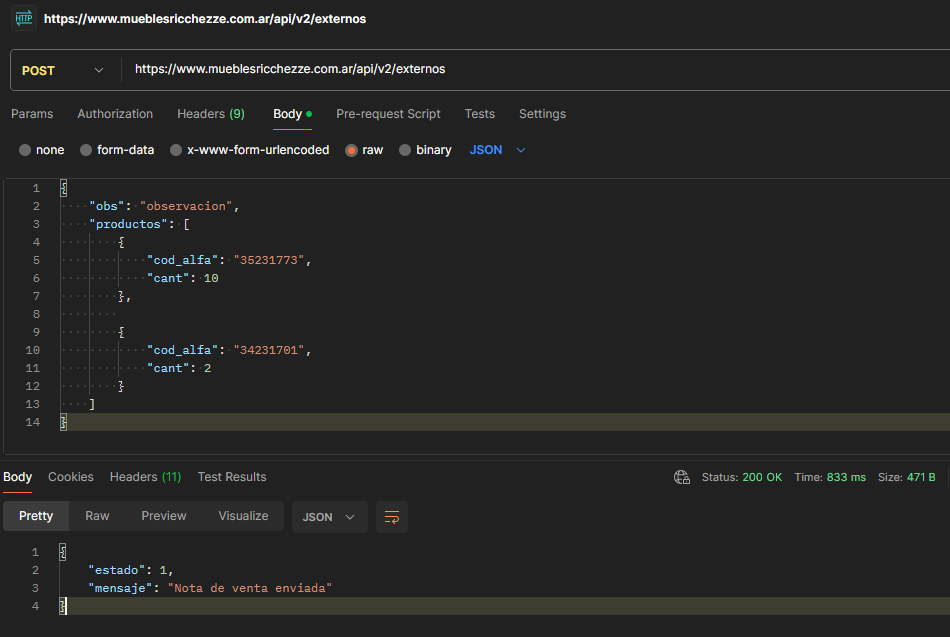 HTTP https://www.mueblesricchezze.com.ar/api/v2/externos
POST https://www.mueblesricchezze.com.ar/api/v2/externos
Params Authorization Headers (9) Body Pre-request Script Tests Settings
none form-data x-www-form-urlencoded raw binary JSON
1 {
2 "obs": "observacion",
3 "productos": [
4 {
5 "cod_alfa": "35231773",
6 "cant": 10
7 },
8
9 {
10 "cod_alfa": "34231701",
11 "cant": 2
12 }
13 ]
14 }
Body Cookies Headers (11) Test Results Status: 200 OK Time: 833 ms Size: 471 B
Pretty Raw Preview Visualize JSON
1 {
2 "estado": 1,
3 "mensaje": "Nota de venta enviada"
4 }